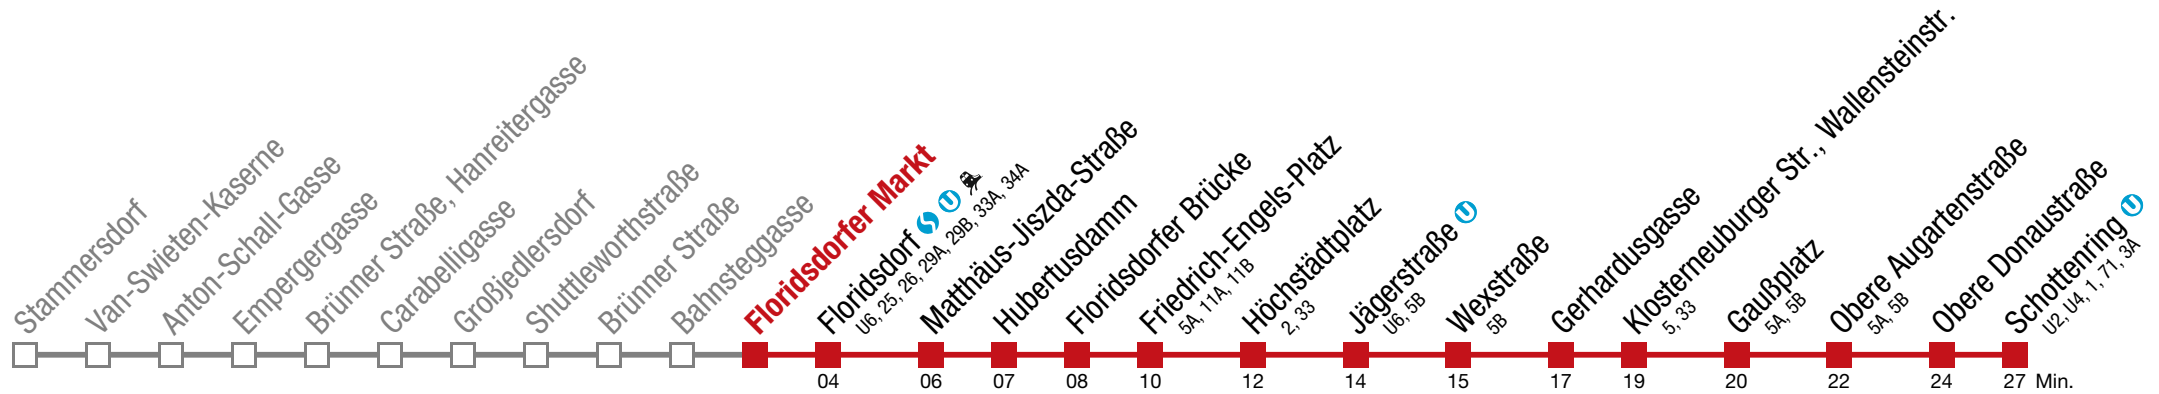 Stammersdorf
Van-Swieten-Kaserne
Anton-Schall-Gasse
Empergergasse
Brünner Straße, Hanreitergasse
Carabelligasse
Großjedlersdorf
Shuttleworthstraße
Brünner Straße
Bahnsteggasse
Floridsdorfer Markt
Floridsdorf
U6, 25, 26, 29A, 29B, 33A, 34A
Matthäus-Jiszda-Straße
Hubertusdamm
Floridsdorfer Brücke
Friedrich-Engels-Platz
5A, 11A, 11B
Höchstädtplatz
2, 33
Jägerstraße U
U6, 5B
Wexstraße
5B
Gerhardusgasse
Klosterneuburger Str., Wallensteinstr.
5, 33
Gaußplatz
5A, 5B
Obere Augartenstraße
5A, 5B
Obere Donaustraße
Schottenring U
U2, U4, 1, 71, 3A
04 06 07 08 10 12 14 15 17 19 20 22 24 27 Min.